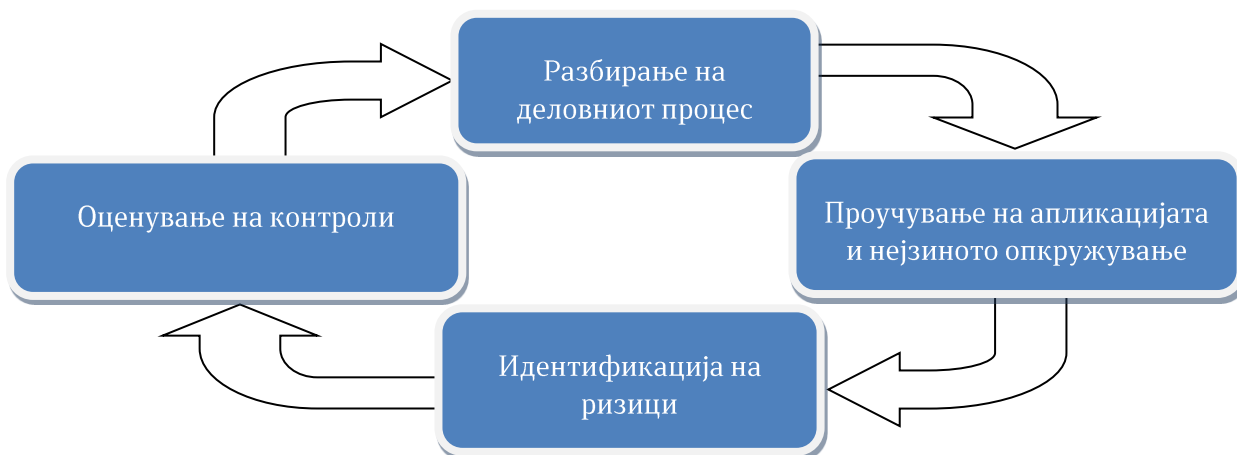 Разбирање на
деловниот процес
Проучување на апликацијата
и нејзиното опкружување
Идентификација на
ризици
Оценување на контроли